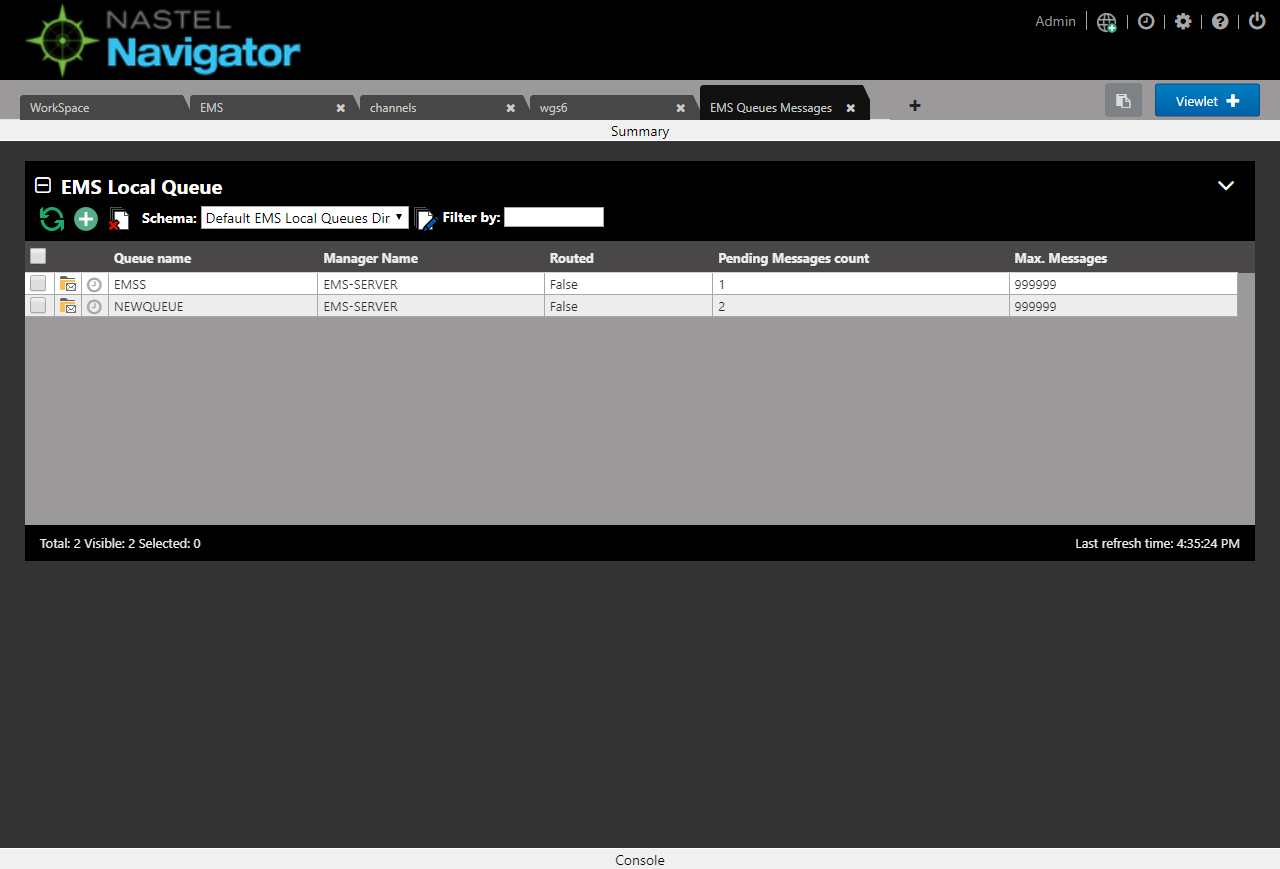 NASTEL
Navigator
Admin
WorkSpace EMS channels wgs6 EMS Queues Messages Viewlet
Summary
EMS Local Queue
Schema: Default EMS Local Queues Dir Filter by:
Queue name Manager Name Routed Pending Messages count Max. Messages
EMSS EMS-SERVER False 1 999999
NEWQUEUE EMS-SERVER False 2 999999
Total: 2 Visible: 2 Selected: 0 Last refresh time: 4:35:24 PM
Console